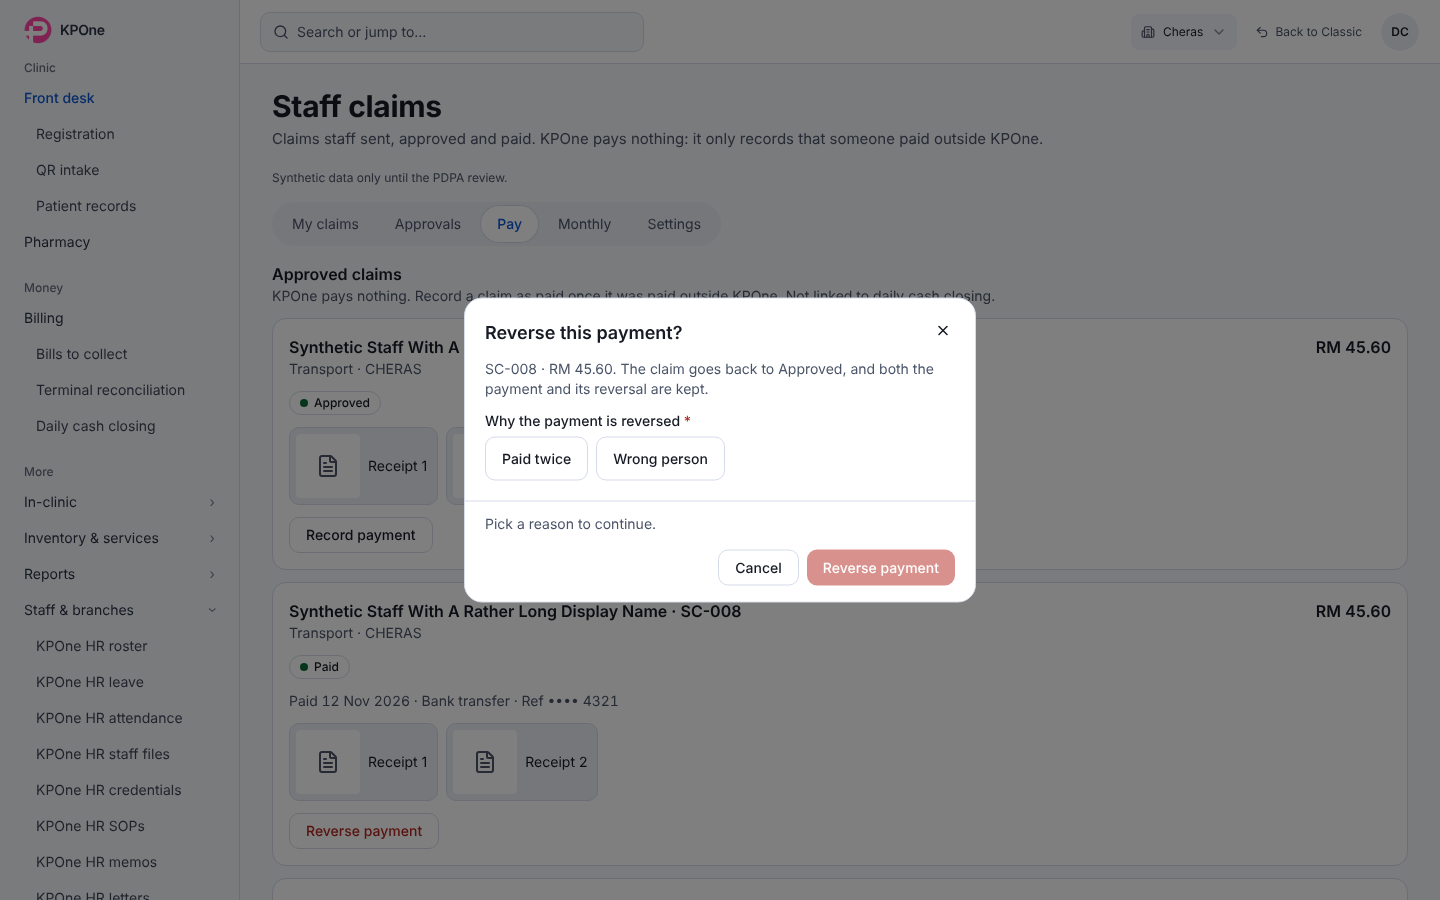 KPOne
Clinic
Front desk
Registration
QR intake
Patient records
Pharmacy
Money
Billing
Bills to collect
Terminal reconciliation
Daily cash closing
More
In-clinic
Inventory & services
Reports
Staff & branches
KPOne HR roster
KPOne HR leave
KPOne HR attendance
KPOne HR staff files
KPOne HR credentials
KPOne HR SOPs
KPOne HR memos
KPOne HR letters
Search or jump to...
Cheras
Back to Classic
DC
Staff claims
Claims staff sent, approved and paid. KPOne pays nothing: it only records that someone paid outside KPOne.
Synthetic data only until the PDPA review.
My claims
Approvals
Pay
Monthly
Settings
Approved claims
KPOne pays nothing. Record a claim as paid once it was paid outside KPOne. Not linked to daily cash closing.
Synthetic Staff With A
RM 45.60
Transport · CHERAS
Approved
Receipt 1
Record payment
Reverse this payment?
SC-008 · RM 45.60. The claim goes back to Approved, and both the
payment and its reversal are kept.
Why the payment is reversed *
Paid twice
Wrong person
Pick a reason to continue.
Cancel
Reverse payment
Synthetic Staff With A Rather Long Display Name · SC-008
RM 45.60
Transport · CHERAS
Paid
Paid 12 Nov 2026 · Bank transfer · Ref •••• 4321
Receipt 1
Receipt 2
Reverse payment